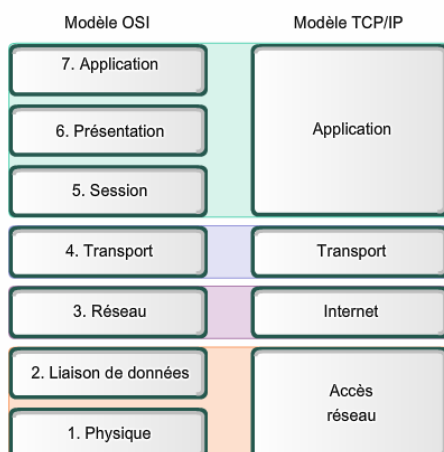 Modèle OSI
Modèle TCP/IP
7. Application
6. Présentation
5. Session
Application
4. Transport
Transport
3. Réseau
Internet
2. Liaison de données
1. Physique
Accès
réseau